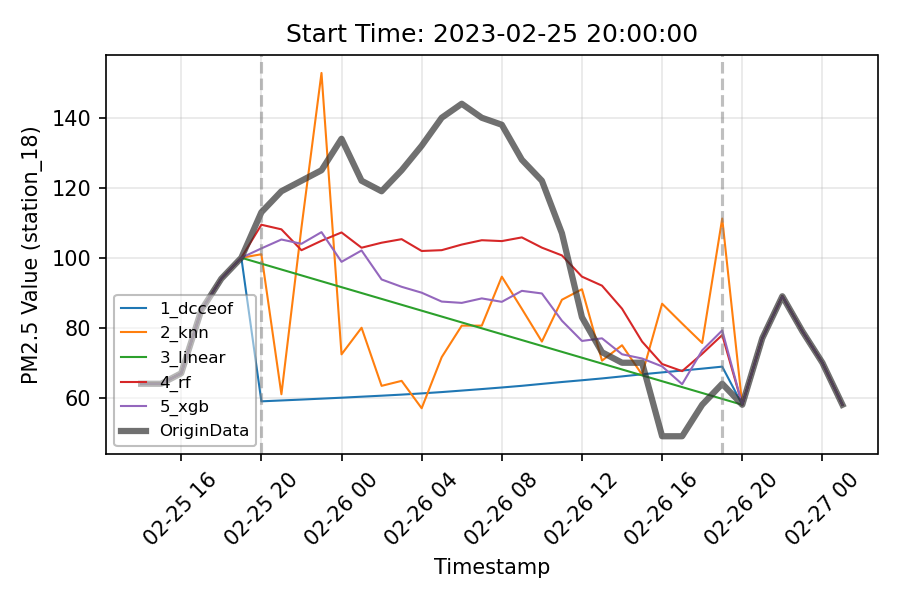 Start Time: 2023-02-25 20:00:00
PM2.5 Value (station_18)
140
120
100
80
60
1_dcceof
2_knn
3_linear
4_rf
5_xgb
OriginData
02-25 16
02-25 20
02-26 00
02-26 04
02-26 08
02-26 12
02-26 16
02-26 20
02-27 00
Timestamp